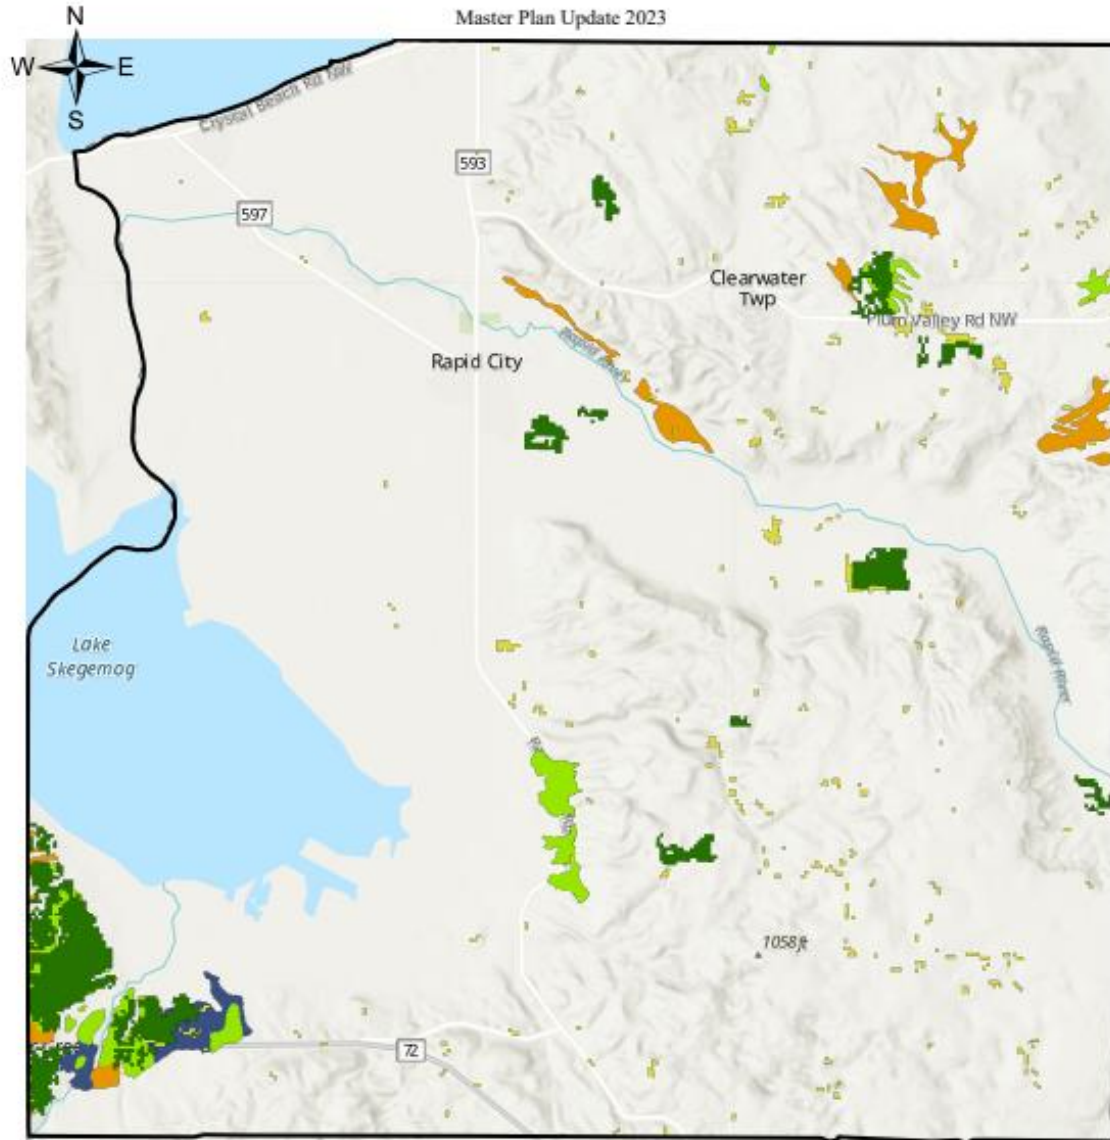 Master Plan Update 2023
N
W E
S
Crystal Beach Rd NW
593
597
Clearwater
Twp
Plum Valley Rd NW
Rapid River
Rapid City
Lake
Skegemog
Rapid River
1058 ft
72